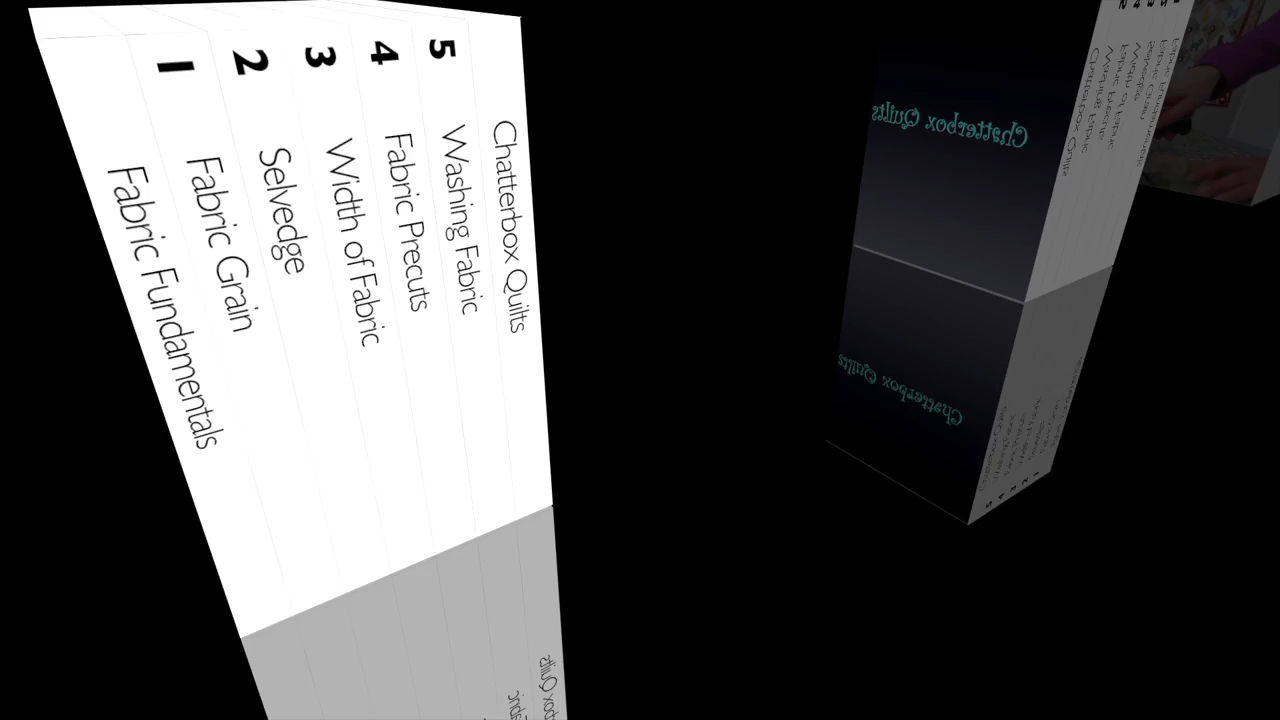 Fabric Fundamentals
1 Fabric Grain
2 Selvedge
3 Width of Fabric
4 Fabric Precuts
5 Washing Fabric
Chatterbox Quilts
Chatterbox Quilts
Chatterbox Quilts